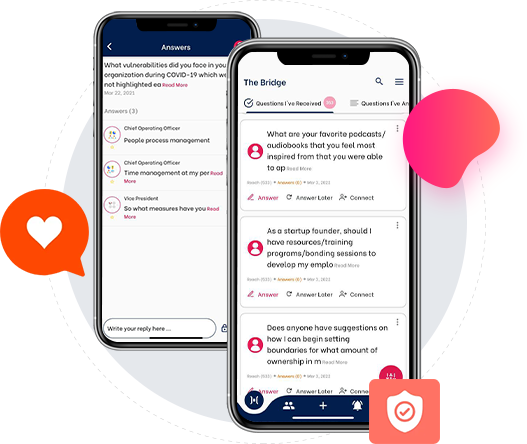 Answers
What vulnerabilities did you face in you
organization during COVID-19 which we
not highlighted ea Read More
Mar 22, 2021
Answers (3)
Chief Operating Officer
People process management
Chief Operating Officer
Time management at my per Read
More
Vice President
So what measures have you Read
More
Write your reply here ...
The Bridge
Questions I've Received
Questions I've An
What are your favorite podcasts/
audiobooks that you feel most
inspired from that you were able
to ap Read More
Answers (0)
Answer Answer Later Connect
As a startup founder, should I
have resources/training
programs/bonding sessions to
develop my emplo Read More
Answers (0)
Answer Answer Later Connect
Does anyone have suggestions on
how I can begin setting
boundaries for what amount of
ownership in m Read More
Answers (0)
Answer Answer Later Connect